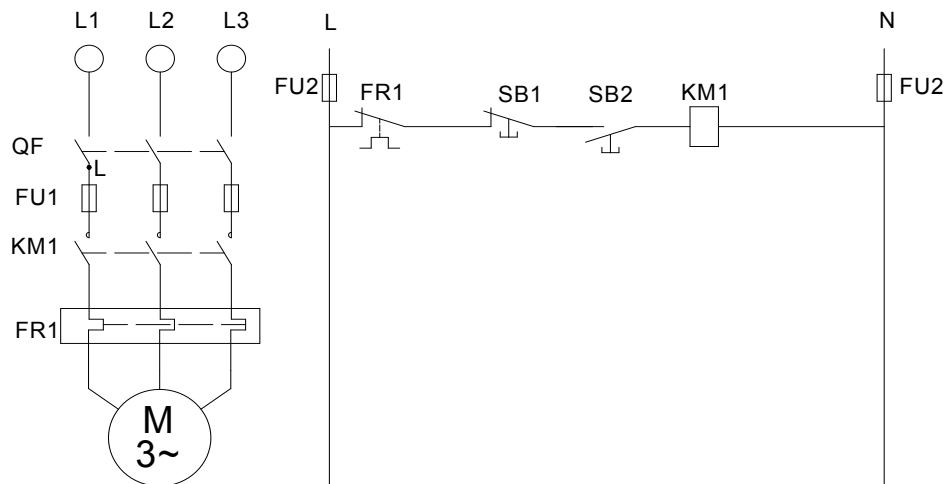 L1 L2 L3
L N
FU2 FR1 SB1 SB2 KM1 FU2
QF
L
FU1
KM1
FR1
M
3~